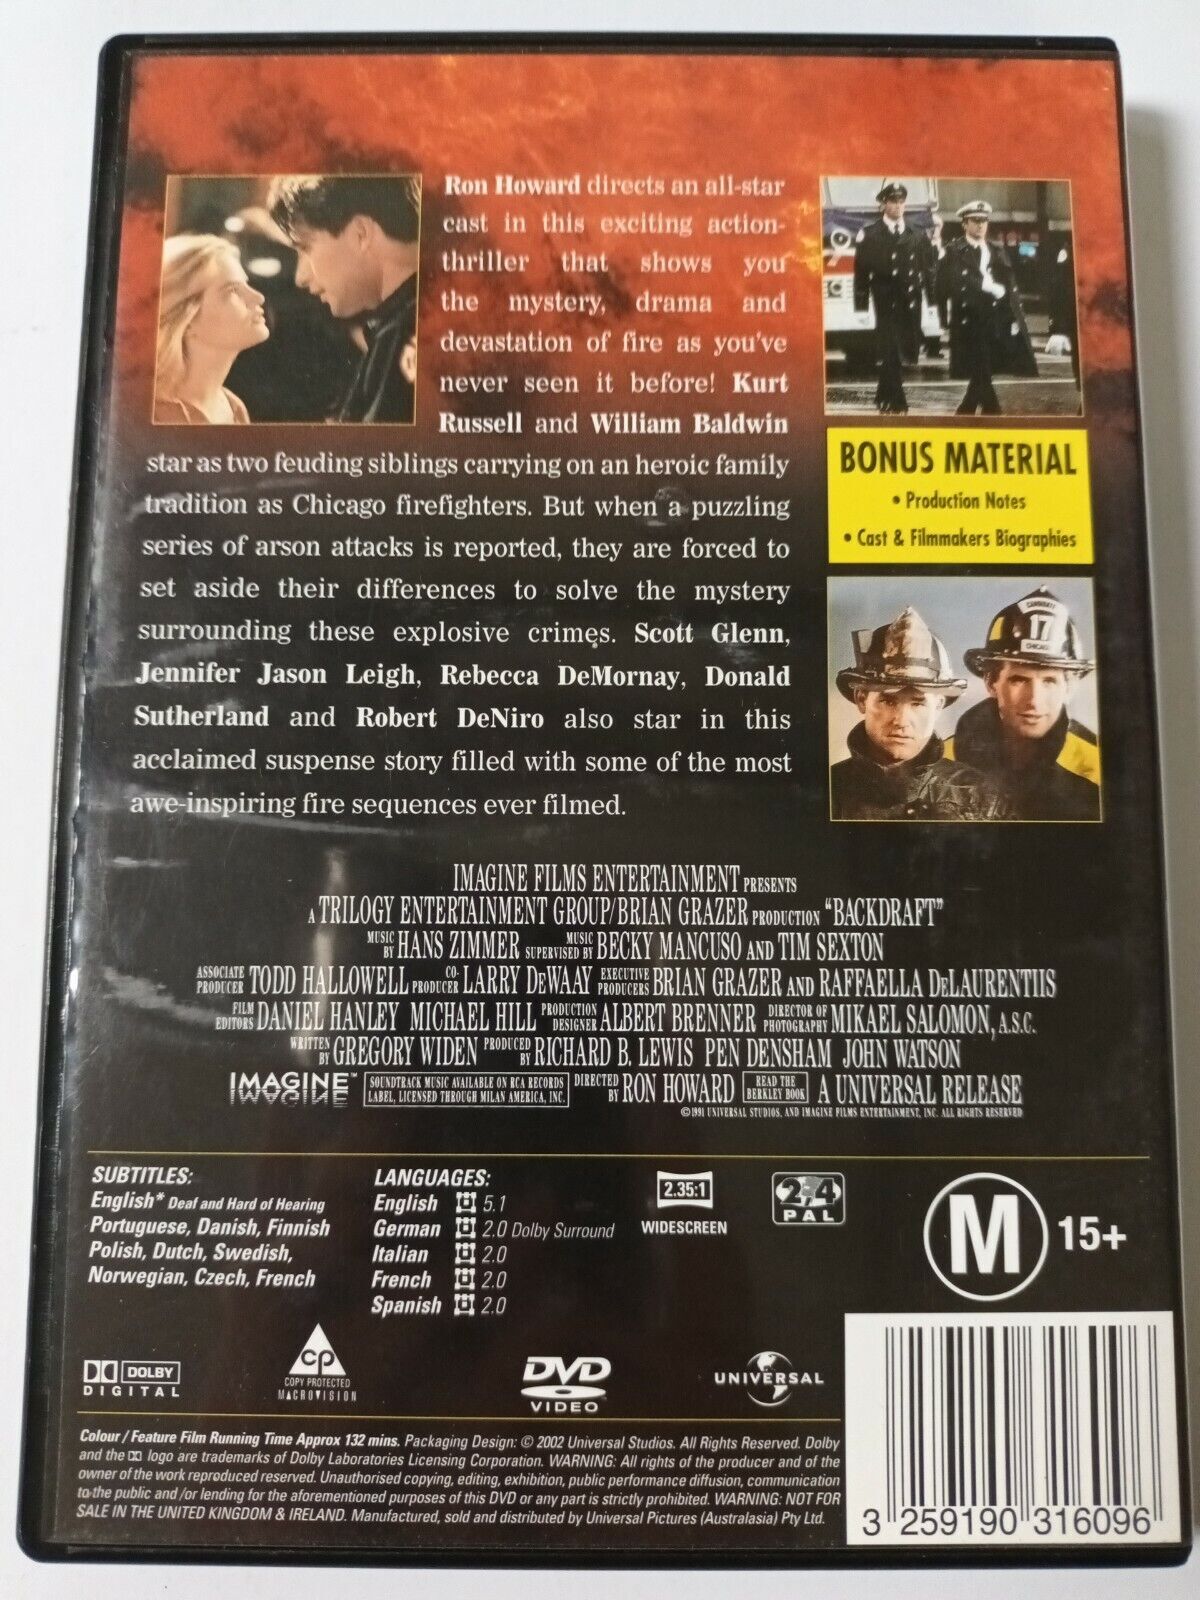 Ron Howard directs an all-star
cast in this exciting action-
thriller that shows you
the mystery, drama and
devastation of fire as you've
never seen it before! Kurt
Russell and William Baldwin
star as two feuding siblings carrying on an heroic family
tradition as Chicago firefighters. But when a puzzling
series of arson attacks is reported, they are forced to
set aside their differences to solve the mystery
surrounding these explosive crimes. Scott Glenn,
Jennifer Jason Leigh, Rebecca DeMornay, Donald
Sutherland and Robert DeNiro also star in this
acclaimed suspense story filled with some of the most
awe-inspiring fire sequences ever filmed.
BONUS MATERIAL
• Production Notes
• Cast & Filmmakers Biographies
CANDIDATE
17
CHICAGO
IMAGINE FILMS ENTERTAINMENT PRESENTS
A TRILOGY ENTERTAINMENT GROUP/BRIAN GRAZER PRODUCTION "BACKDRAFT"
MUSIC BY HANS ZIMMER MUSIC SUPERVISED BY BECKY MANCUSO AND TIM SEXTON
ASSOCIATE PRODUCER TODD HALLOWELL CO-PRODUCER LARRY DeWAAY EXECUTIVE PRODUCERS BRIAN GRAZER AND RAFFAELLA DeLAURENTIIS
FILM EDITORS DANIEL HANLEY MICHAEL HILL PRODUCTION DESIGNER ALBERT BRENNER DIRECTOR OF PHOTOGRAPHY MIKAEL SALOMON, A.S.C.
WRITTEN BY GREGORY WIDEN PRODUCED BY RICHARD B. LEWIS PEN DENSHAM JOHN WATSON
IMAGINE™ SOUNDTRACK MUSIC AVAILABLE ON RCA RECORDS LABEL, LICENSED THROUGH MILAN AMERICA, INC. DIRECTED BY RON HOWARD READ THE BERKLEY BOOK A UNIVERSAL RELEASE
©1991 UNIVERSAL STUDIOS. AND IMAGINE FILMS ENTERTAINMENT, INC. ALL RIGHTS RESERVED
SUBTITLES:
English* Deaf and Hard of Hearing
Portuguese, Danish, Finnish
Polish, Dutch, Swedish,
Norwegian, Czech, French
LANGUAGES:
English 5.1
German 2.0 Dolby Surround
Italian 2.0
French 2.0
Spanish 2.0
2.35:1
WIDESCREEN
2,4
PAL
M 15+
DOLBY
DIGITAL
CP
COPY PROTECTED
MACROVISION
DVD
VIDEO
UNIVERSAL
Colour / Feature Film Running Time Approx 132 mins. Packaging Design: © 2002 Universal Studios. All Rights Reserved. Dolby
and the logo are trademarks of Dolby Laboratories Licensing Corporation. WARNING: All rights of the producer and of the
owner of the work reproduced reserved. Unauthorised copying, editing, exhibition, public performance diffusion, communication
to the public and /or lending for the aforementioned purposes of this DVD or any part is strictly prohibited. WARNING: NOT FOR
SALE IN THE UNITED KINGDOM & IRELAND. Manufactured, sold and distributed by Universal Pictures (Australasia) Pty Ltd.
3 259190 316096